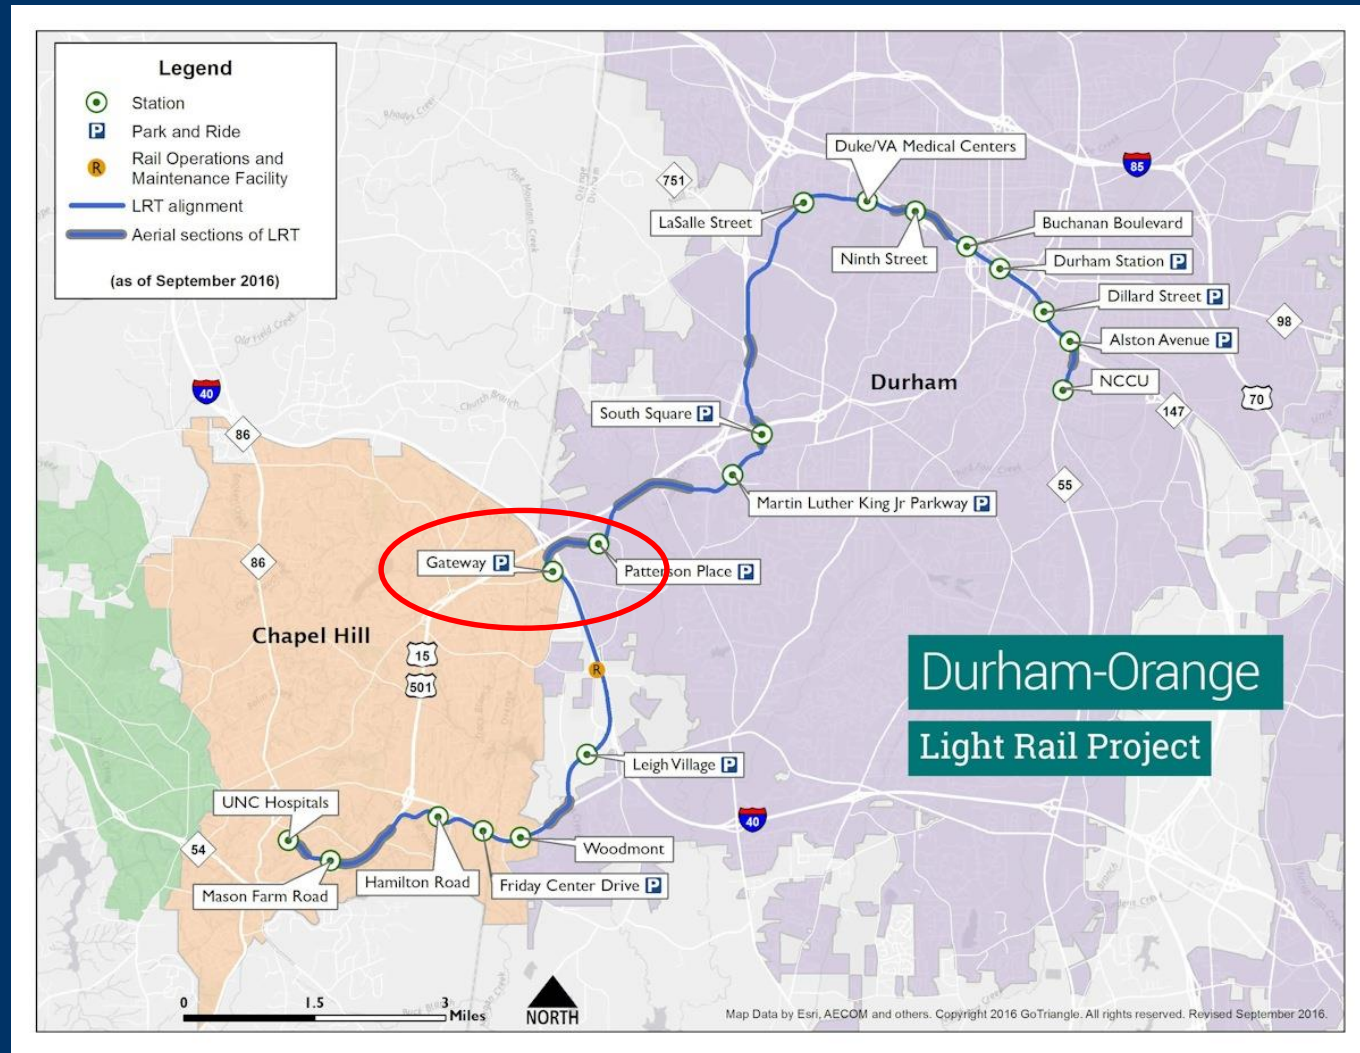 Legend
Station
P Park and Ride
R Rail Operations and
Maintenance Facility
LRT alignment
Aerial sections of LRT
(as of September 2016)
Duke/VA Medical Centers
85
751
LaSalle Street
Buchanan Boulevard
Ninth Street
Durham Station P
Dillard Street P
98
Alston Avenue P
Durham
NCCU
40
70
147
South Square P
86
55
Martin Luther King Jr Parkway P
Gateway P
Patterson Place P
86
Chapel Hill
15
501
R
Durham-Orange
Light Rail Project
Leigh Village P
UNC Hospitals
40
54
Woodmont
Hamilton Road
Friday Center Drive P
Mason Farm Road
0 1.5 3
Miles
NORTH
Map Data by Esri, AECOM and others. Copyright 2016 GoTriangle. All rights reserved. Revised September 2016.